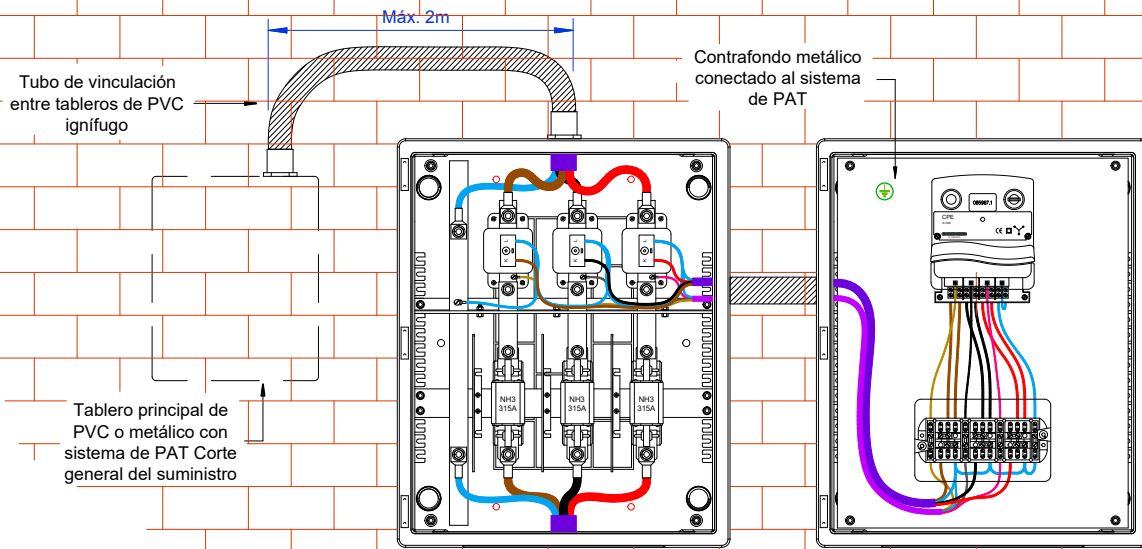 Máx. 2m
Tubo de vinculación
entre tableros de PVC
ignífugo
Contrafondo metálico
conectado al sistema
de PAT
Tablero principal de
PVC o metálico con
sistema de PAT Corte
general del suministro
K L
K L
K L
NH3
315A
NH3
315A
NH3
315A
CPE
CE